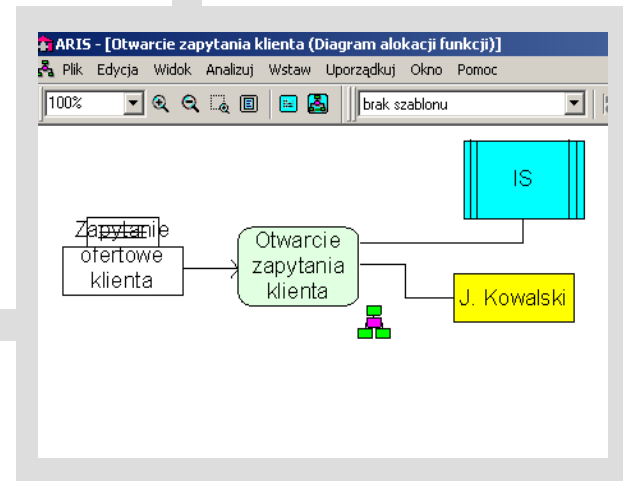 ARIS - [Otwarcie zapytania klienta (Diagram alokacji funkcji)]
Plik Edycja Widok Analizuj Wstaw Uporządkuj Okno Pomoc
100% brak szablonu
IS
Zapytanie
ofertowe
klienta
Otwarcie
zapytania
klienta
J. Kowalski